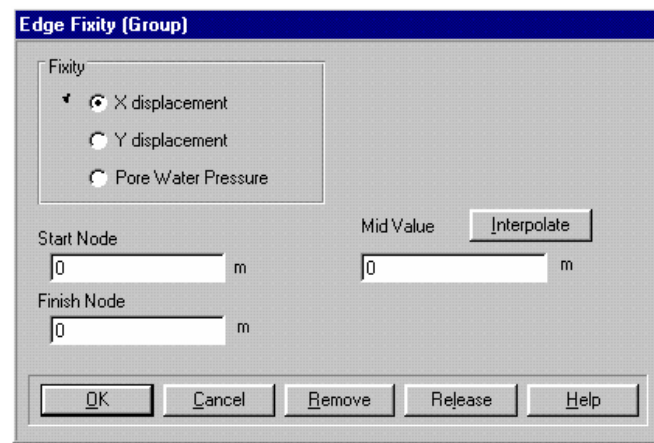 Edge Fixity (Group)
Fixity
X displacement
Y displacement
Pore Water Pressure
Start Node
Mid Value Interpolate
0 m 0 m
Finish Node
0 m
OK Cancel Remove Release Help